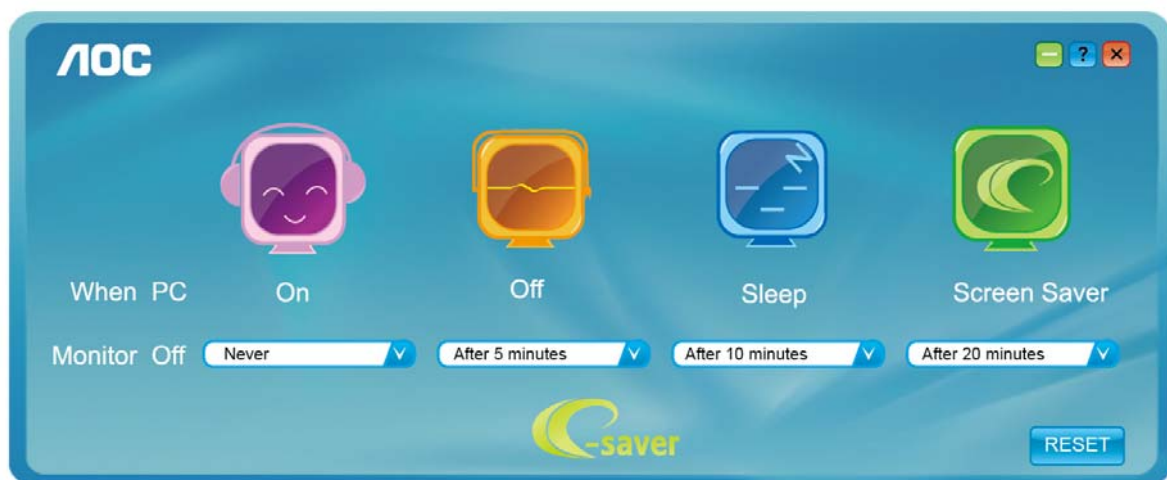 AOC
?
When PC On Off Sleep Screen Saver
Monitor Off Never After 5 minutes After 10 minutes After 20 minutes
e-saver
RESET